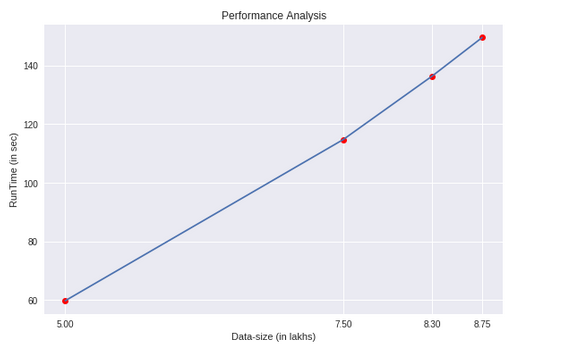 Performance Analysis
RunTime (in sec)
140
120
100
80
60
5.00 7.50 8.30 8.75
Data-size (in lakhs)